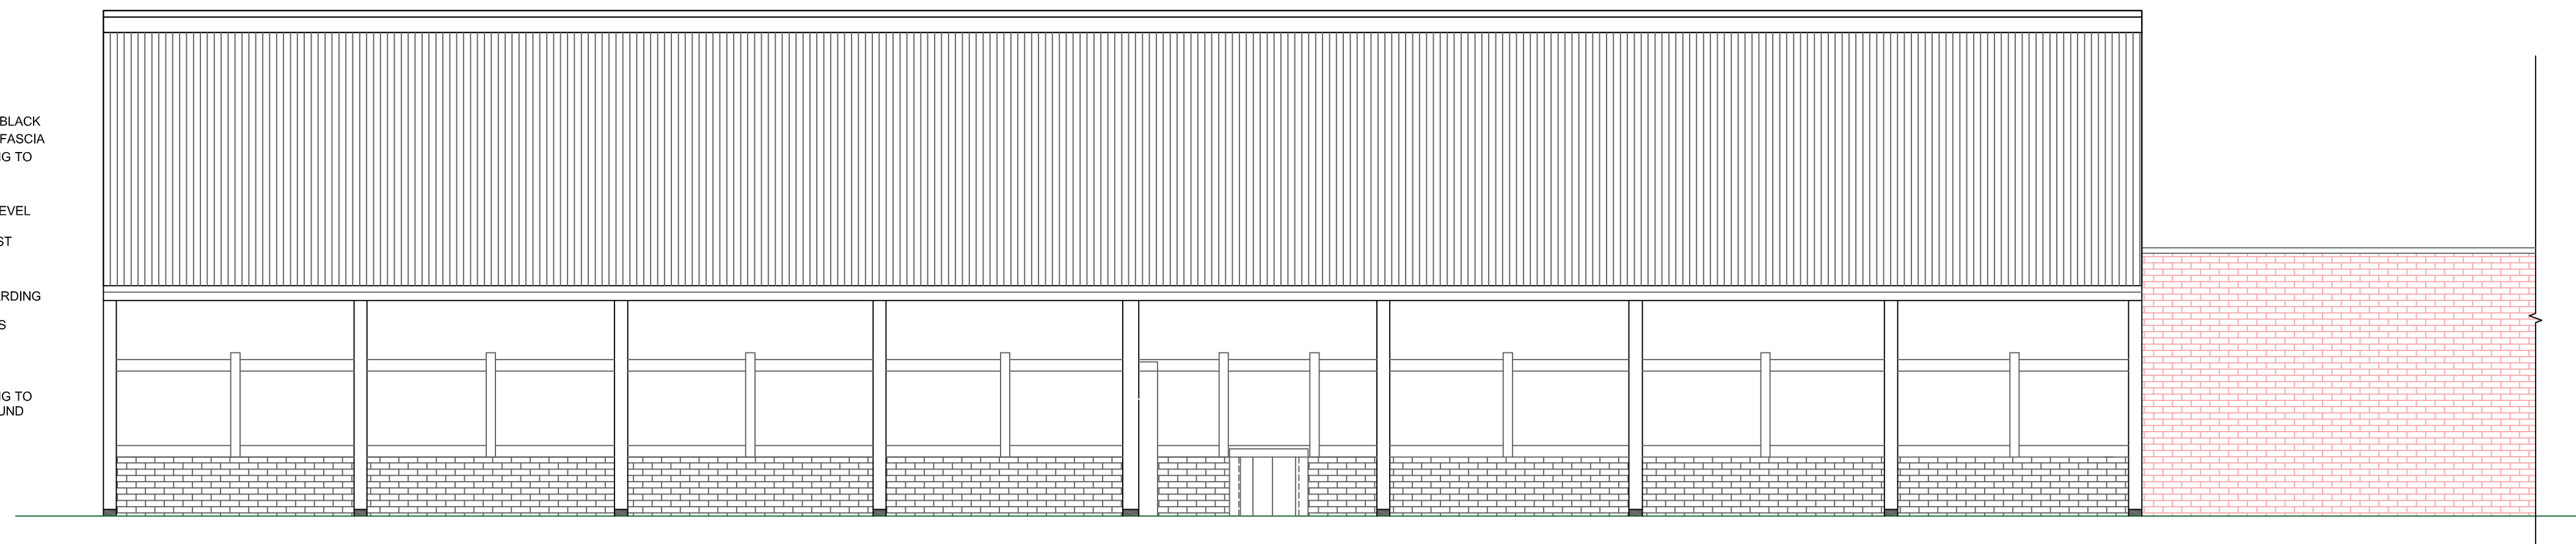 BLACK
FASCIA
G TO
EVEL
ST
RDING
S
G TO
UND